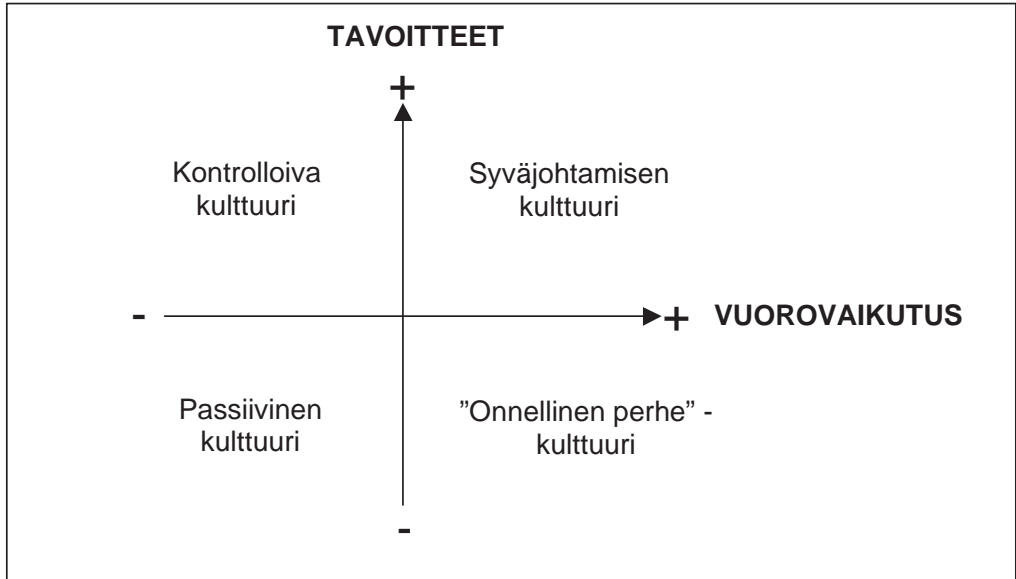 TAVOITTEET
+
Kontrolloiva
kulttuuri
Syväjohtamisen
kulttuuri
-
+ VUOROVAIKUTUS
Passiivinen
kulttuuri
”Onnellinen perhe” -
kulttuuri
-